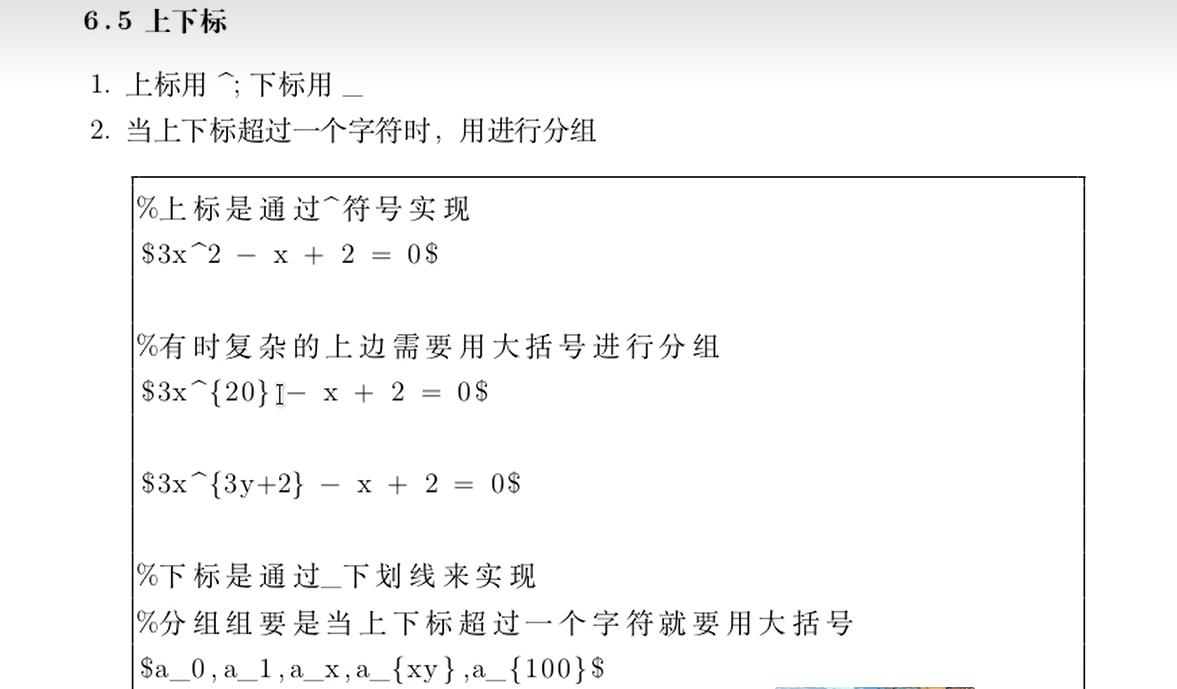 6.5 上下标
1. 上标用 ^; 下标用 _
2. 当上下标超过一个字符时，用进行分组
%上标是通过^符号实现
$3x^2 - x + 2 = 0$
%有时复杂的上边需要用大括号进行分组
$3x^{20} - x + 2 = 0$
$3x^{3y+2} - x + 2 = 0$
%下标是通过_下划线来实现
%分组组要是当上下标超过一个字符就要用大括号
$a_0,a_1,a_x,a_{xy},a_{100}$